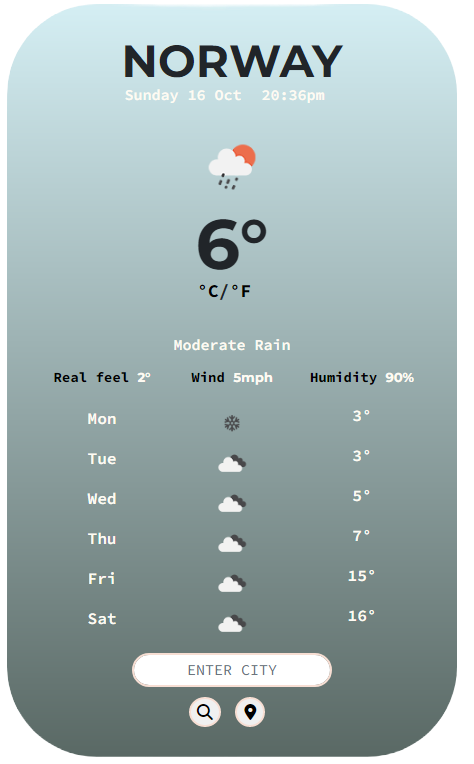 NORWAY
Sunday 16 Oct 20:36pm
6°
°C/°F
Moderate Rain
Real feel 2° Wind 5mph Humidity 90%
Mon 3°
Tue 3°
Wed 5°
Thu 7°
Fri 15°
Sat 16°
ENTER CITY